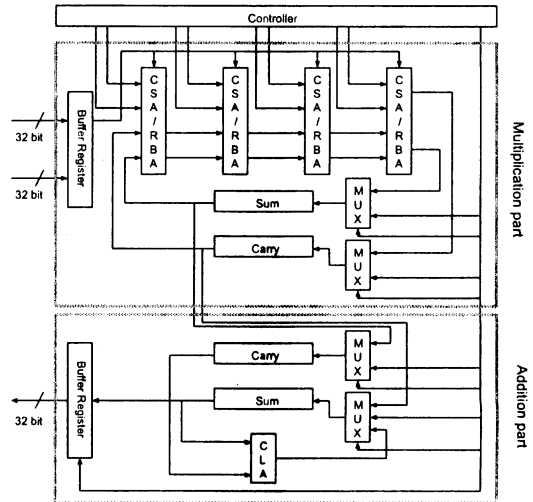 Controller
CSA/RBA
CSA/RBA
CSA/RBA
CSA/RBA
Buffer Register
32 bit
32 bit
Multiplication part
Sum
MUX
Carry
MUX
Carry
MUX
Buffer Register
Sum
MUX
32 bit
CLA
Addition part